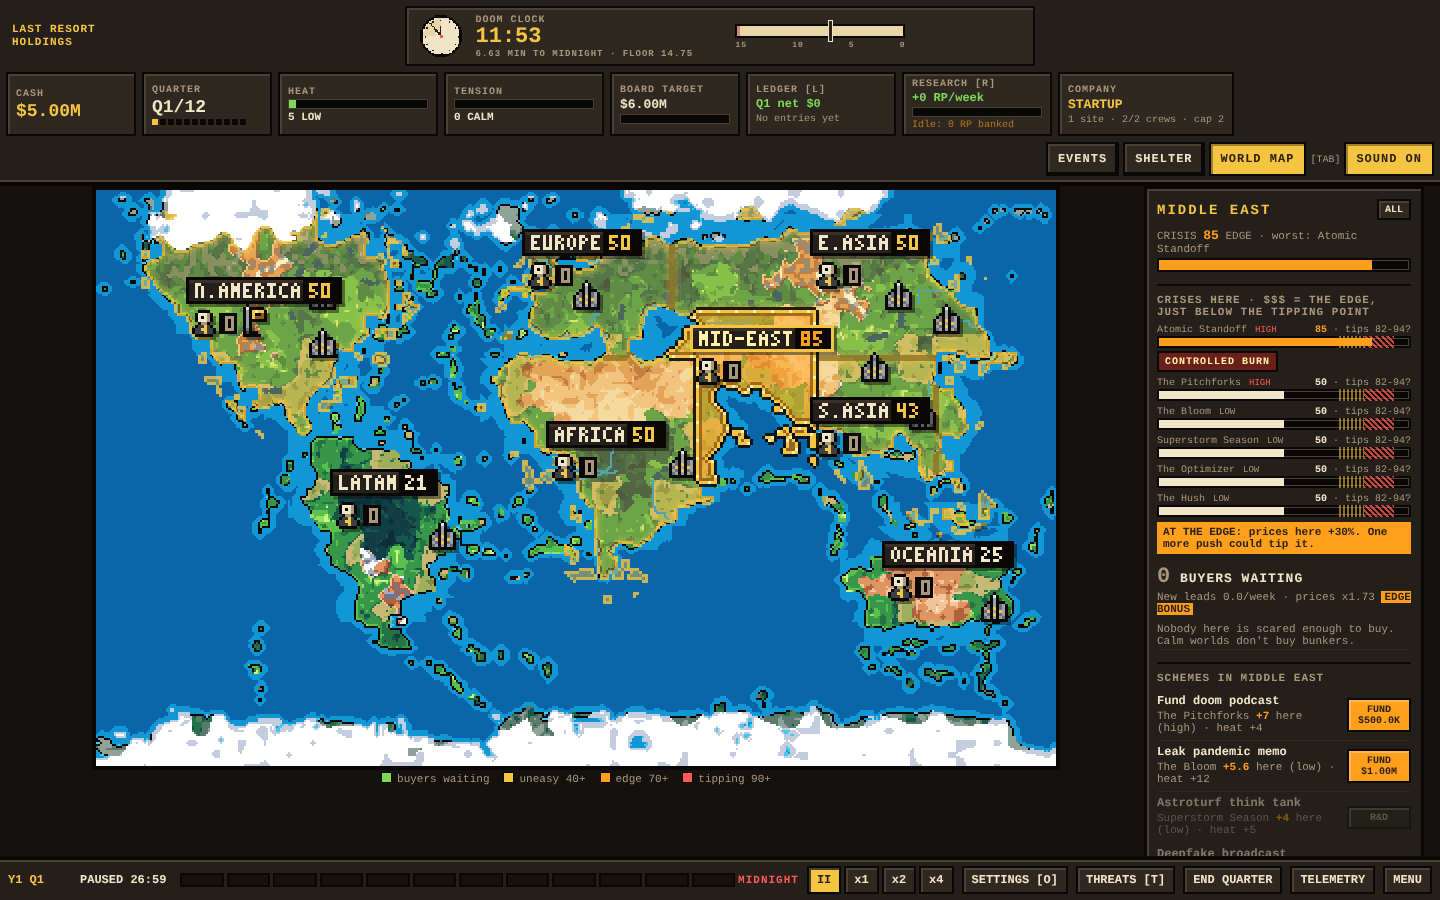 LAST RESORT
HOLDINGS
DOOM CLOCK
11:53
6.63 MIN TO MIDNIGHT · FLOOR 14.75
15 10 5 0
CASH
$5.00M
QUARTER
Q1/12
HEAT
5 LOW
TENSION
0 CALM
BOARD TARGET
$6.00M
LEDGER [L]
Q1 net $0
No entries yet
RESEARCH [R]
+0 RP/week
Idle: 0 RP banked
COMPANY
STARTUP
1 site · 2/2 crews · cap 2
EVENTS
SHELTER
WORLD MAP
[TAB]
SOUND ON
EUROPE 50
0
E.ASIA 50
0
N.AMERICA 50
0
MID-EAST 85
0
S.ASIA 43
0
AFRICA 50
0
LATAM 21
0
OCEANIA 25
0
buyers waiting uneasy 40+ edge 70+ tipping 90+
MIDDLE EAST
ALL
CRISIS 85 EDGE · worst: Atomic
Standoff
CRISES HERE · $$$ = THE EDGE,
JUST BELOW THE TIPPING POINT
Atomic Standoff HIGH 85 · tips 82-94?
CONTROLLED BURN
The Pitchforks HIGH 50 · tips 82-94?
The Bloom LOW 50 · tips 82-94?
Superstorm Season LOW 50 · tips 82-94?
The Optimizer LOW 50 · tips 82-94?
The Hush LOW 50 · tips 82-94?
AT THE EDGE: prices here +30%. One
more push could tip it.
0 BUYERS WAITING
New leads 0.0/week · prices x1.73 EDGE
BONUS
Nobody here is scared enough to buy.
Calm worlds don't buy bunkers.
SCHEMES IN MIDDLE EAST
Fund doom podcast
The Pitchforks +7 here
(high) · heat +4
FUND
$500.0K
Leak pandemic memo
The Bloom +5.6 here (low) ·
heat +12
FUND
$1.00M
Astroturf think tank
Superstorm Season +4 here
(low) · heat +5
R&D
Deepfake broadcast
Y1 Q1
PAUSED 26:59
MIDNIGHT
II
x1
x2
x4
SETTINGS [O]
THREATS [T]
END QUARTER
TELEMETRY
MENU